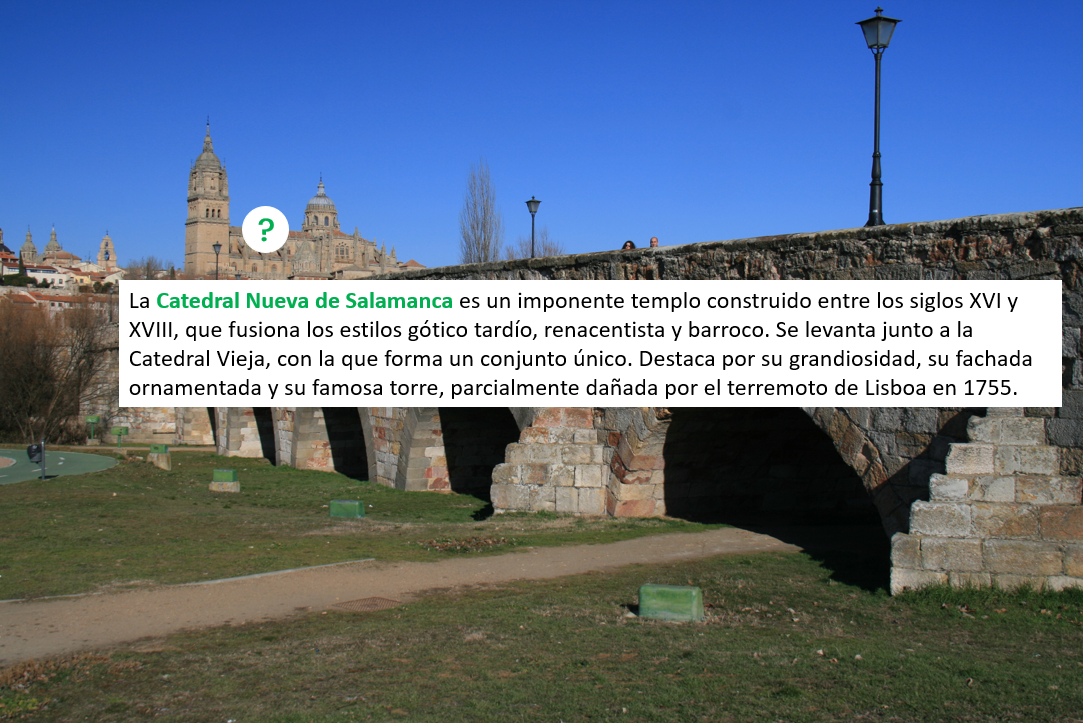 ?
La Catedral Nueva de Salamanca es un imponente templo construido entre los siglos XVI y
XVIII, que fusiona los estilos gótico tardío, renacentista y barroco. Se levanta junto a la
Catedral Vieja, con la que forma un conjunto único. Destaca por su grandiosidad, su fachada
ornamentada y su famosa torre, parcialmente dañada por el terremoto de Lisboa en 1755.